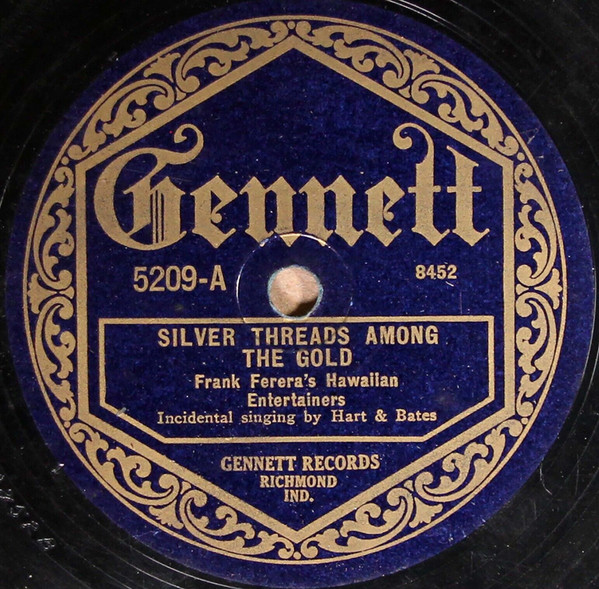 Gennett
5209-A 8452
SILVER THREADS AMONG
THE GOLD
Frank Ferera's Hawaiian
Entertainers
Incidental singing by Hart & Bates
GENNETT RECORDS
RICHMOND
IND.